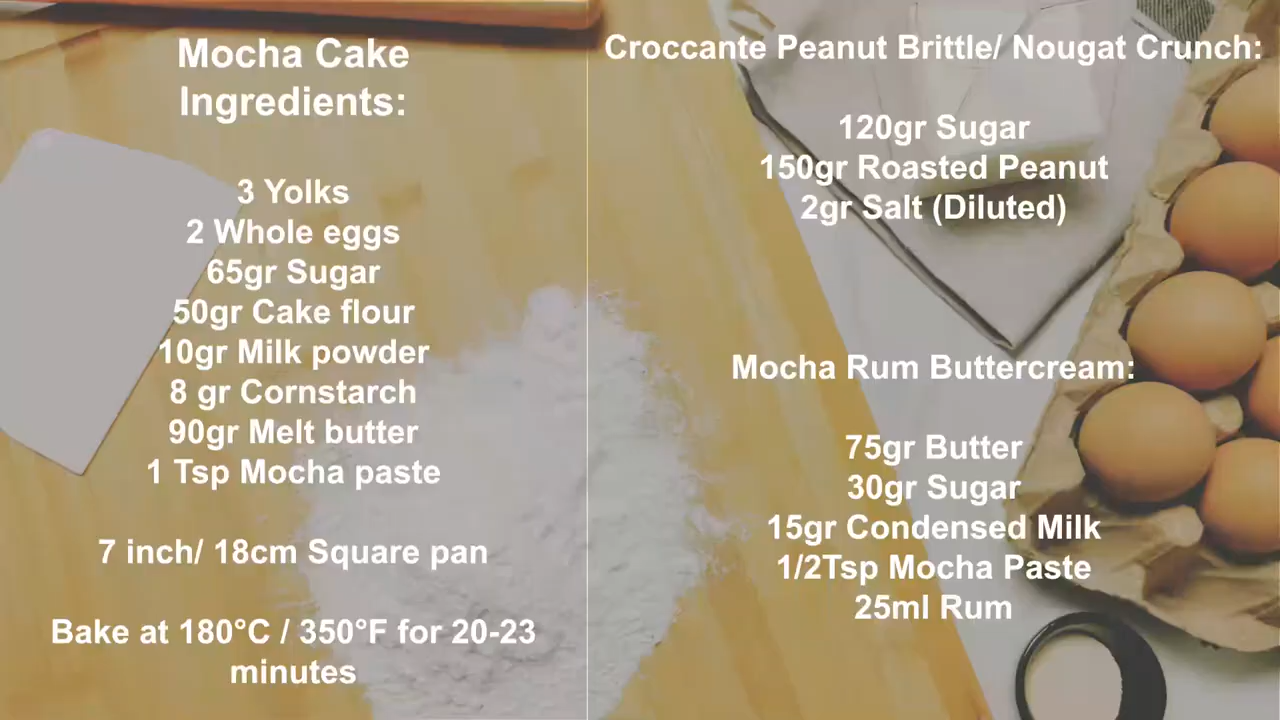 Mocha Cake
Ingredients:
3 Yolks
2 Whole eggs
65gr Sugar
50gr Cake flour
10gr Milk powder
8 gr Cornstarch
90gr Melt butter
1 Tsp Mocha paste
7 inch/ 18cm Square pan
Bake at 180°C / 350°F for 20-23
minutes
Croccante Peanut Brittle/ Nougat Crunch:
120gr Sugar
150gr Roasted Peanut
2gr Salt (Diluted)
Mocha Rum Buttercream:
75gr Butter
30gr Sugar
15gr Condensed Milk
1/2Tsp Mocha Paste
25ml Rum